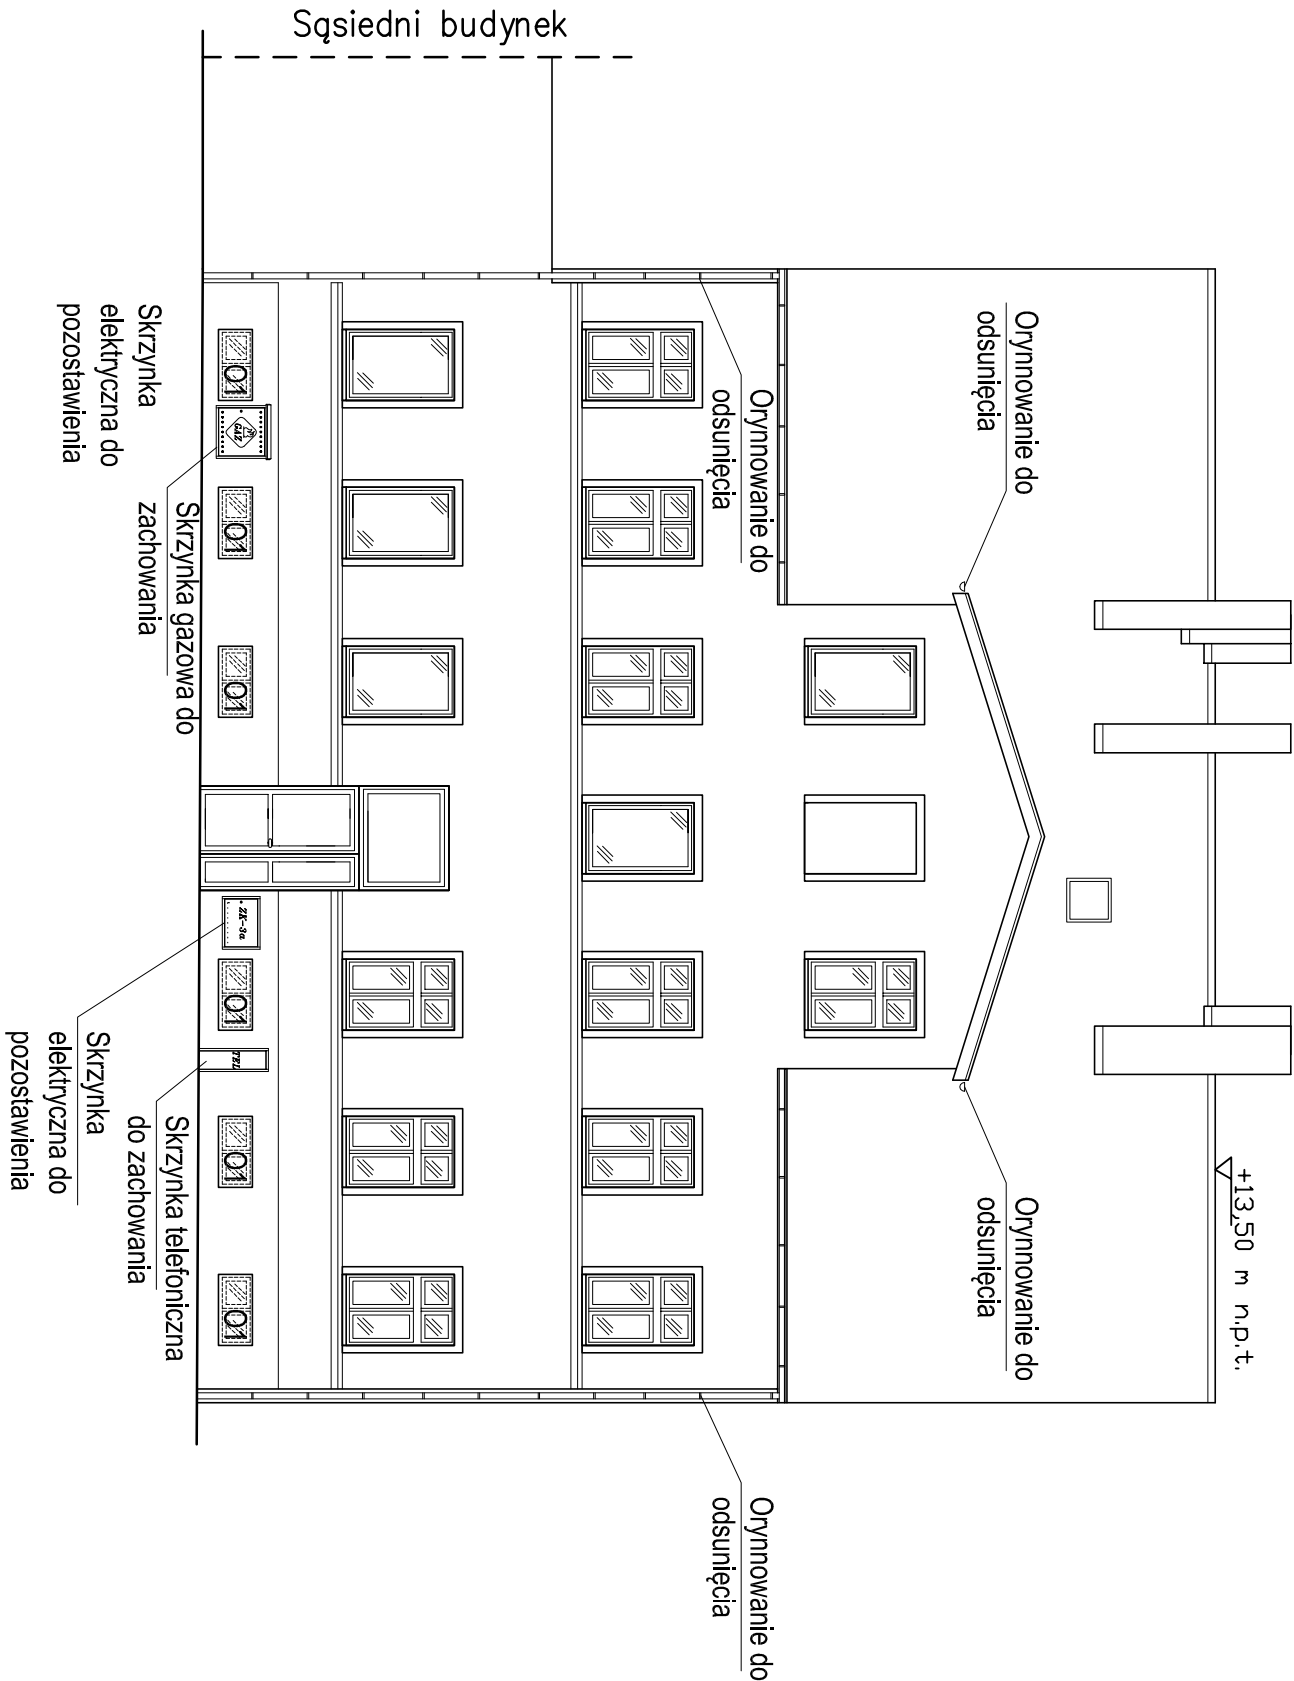 Sąsiedni budynek
Orynnowanie do
odsunięcia
Orynnowanie do
odsunięcia
+13,50 m n.p.t.
Orynnowanie do
odsunięcia
Orynnowanie do
odsunięcia
O1
GAZ
O1
O1
ZK-3a
O1
TEL
O1
O1
Skrzynka
elektryczna do
pozostawienia
Skrzynka gazowa do
zachowania
Skrzynka
elektryczna do
pozostawienia
Skrzynka telefoniczna
do zachowania